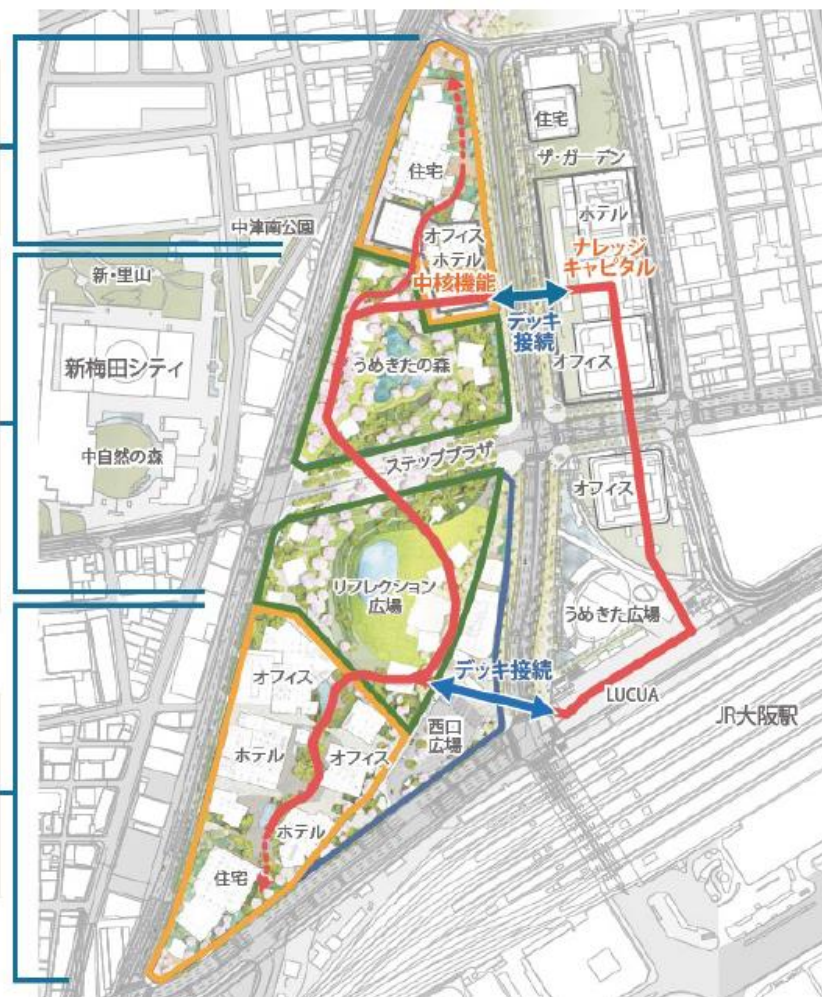 住宅
ザ・ガーデン
住宅
ホテル
中津南公園
オフィス
ホテル
中核機能
ナレッジ
キャピタル
新・里山
デッキ
接続
新梅田シティ
うめきたの森
オフィス
中自然の森
ステッププラザ
オフィス
リフレクション
広場
うめきた広場
オフィス
デッキ接続
LUCUA
JR大阪駅
西口
広場
ホテル
オフィス
ホテル
住宅